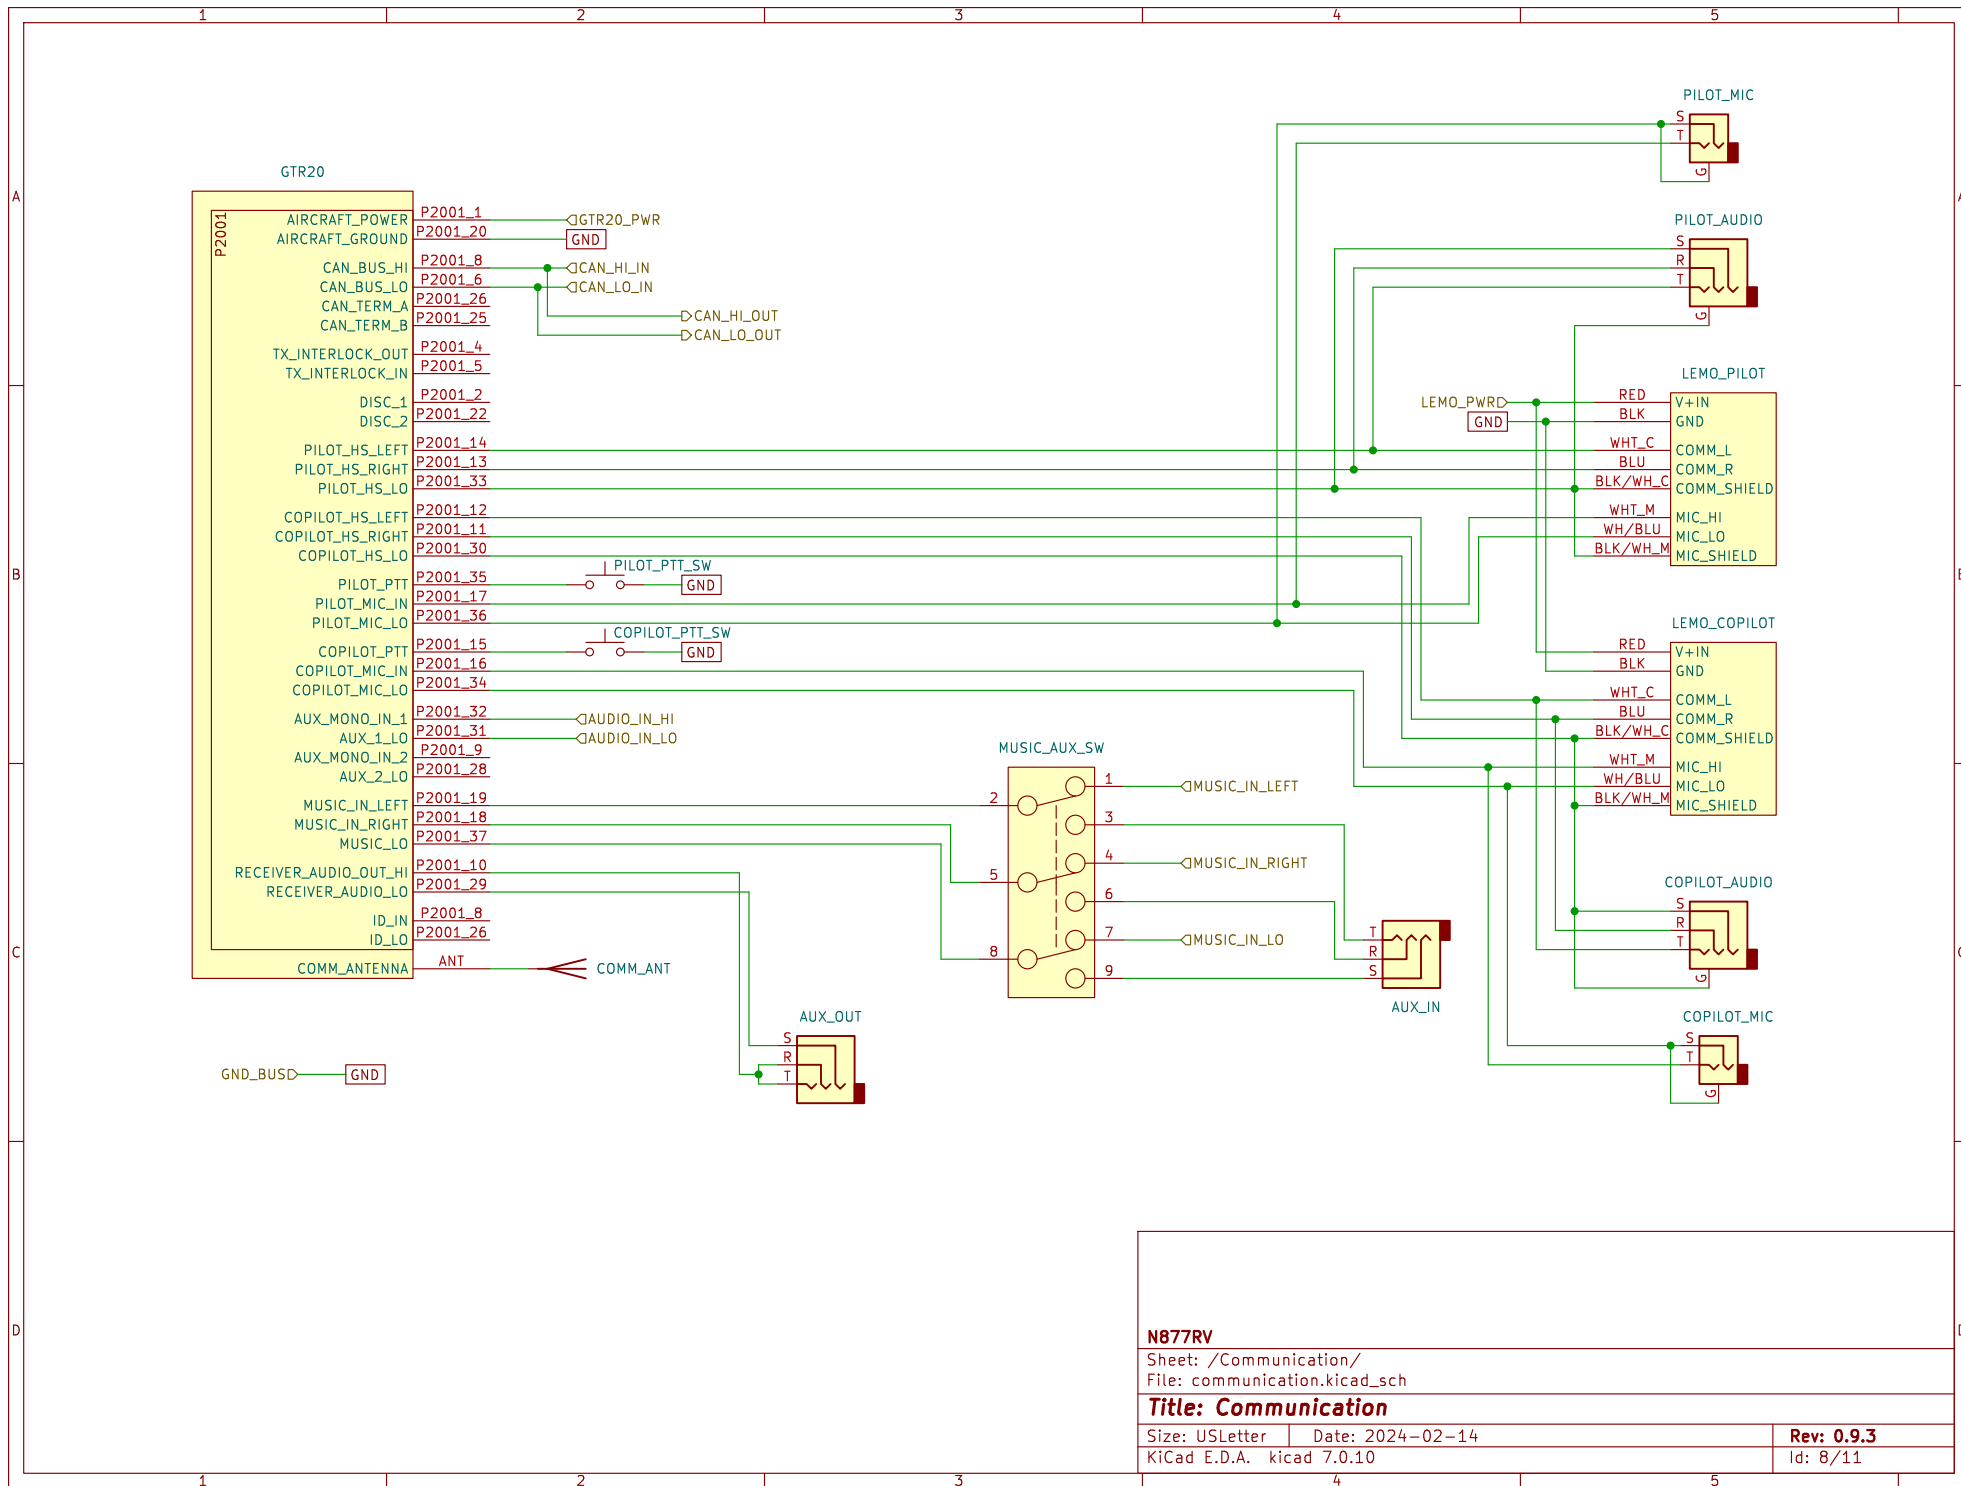 1 2 3 4 5
A
B
C
D
GTR20
P2001
AIRCRAFT_POWER P2001_1 GTR20_PWR
AIRCRAFT_GROUND P2001_20 GND
CAN_BUS_HI P2001_8 CAN_HI_IN
CAN_BUS_LO P2001_6 CAN_LO_IN
CAN_TERM_A P2001_26
CAN_HI_OUT
CAN_TERM_B P2001_25
CAN_LO_OUT
TX_INTERLOCK_OUT P2001_4
TX_INTERLOCK_IN P2001_5
DISC_1 P2001_2
DISC_2 P2001_22
PILOT_HS_LEFT P2001_14
PILOT_HS_RIGHT P2001_13
PILOT_HS_LO P2001_33
COPILOT_HS_LEFT P2001_12
COPILOT_HS_RIGHT P2001_11
COPILOT_HS_LO P2001_30
PILOT_PTT_SW
PILOT_PTT P2001_35 GND
PILOT_MIC_IN P2001_17
PILOT_MIC_LO P2001_36
COPILOT_PTT_SW
COPILOT_PTT P2001_15 GND
COPILOT_MIC_IN P2001_16
COPILOT_MIC_LO P2001_34
AUX_MONO_IN_1 P2001_32 AUDIO_IN_HI
AUX_1_LO P2001_31 AUDIO_IN_LO
AUX_MONO_IN_2 P2001_9
AUX_2_LO P2001_28
MUSIC_IN_LEFT P2001_19
MUSIC_IN_RIGHT P2001_18
MUSIC_LO P2001_37
RECEIVER_AUDIO_OUT_HI P2001_10
RECEIVER_AUDIO_LO P2001_29
ID_IN P2001_8
ID_LO P2001_26
COMM_ANTENNA ANT COMM_ANT
GND_BUS GND
AUX_OUT
S
R
T
MUSIC_AUX_SW
1 MUSIC_IN_LEFT
2
3
4 MUSIC_IN_RIGHT
5
6
7 MUSIC_IN_LO
8
9
T
R
S
AUX_IN
PILOT_MIC
S
T
G
PILOT_AUDIO
S
R
T
G
LEMO_PILOT
LEMO_PWR RED V+IN
GND BLK GND
WHT_C COMM_L
BLU COMM_R
BLK/WH_C COMM_SHIELD
WHT_M MIC_HI
WH/BLU MIC_LO
BLK/WH_M MIC_SHIELD
LEMO_COPILOT
RED V+IN
BLK GND
WHT_C COMM_L
BLU COMM_R
BLK/WH_C COMM_SHIELD
WHT_M MIC_HI
WH/BLU MIC_LO
BLK/WH_M MIC_SHIELD
COPILOT_AUDIO
S
R
T
G
COPILOT_MIC
S
T
G
N877RV
Sheet: /Communication/
File: communication.kicad_sch
Title: Communication
Size: USLetter Date: 2024-02-14 Rev: 0.9.3
KiCad E.D.A. kicad 7.0.10 Id: 8/11
1 2 3 4 5